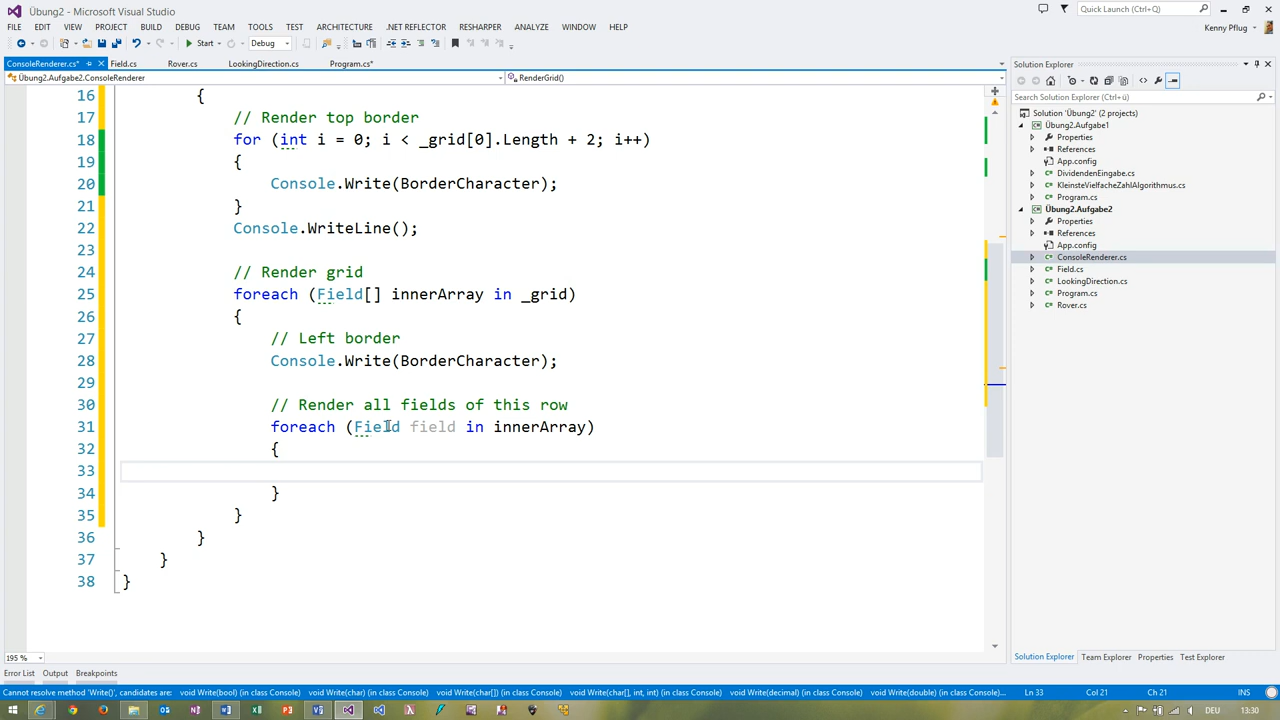 Übung2 - Microsoft Visual Studio
Quick Launch (Ctrl+Q)
FILE EDIT VIEW PROJECT BUILD DEBUG TEAM TOOLS TEST ARCHITECTURE .NET REFLECTOR RESHARPER ANALYZE WINDOW HELP
Kenny Pflug
Start Debug
ConsoleRenderer.cs* Field.cs Rover.cs LookingDirection.cs Program.cs*
Übung2.Aufgabe2.ConsoleRenderer RenderGrid()
16 {
17 // Render top border
18 for (int i = 0; i < _grid[0].Length + 2; i++)
19 {
20 Console.Write(BorderCharacter);
21 }
22 Console.WriteLine();
23
24 // Render grid
25 foreach (Field[] innerArray in _grid)
26 {
27 // Left border
28 Console.Write(BorderCharacter);
29
30 // Render all fields of this row
31 foreach (Field field in innerArray)
32 {
33
34 }
35 }
36 }
37 }
38 }
195 %
Solution Explorer
Search Solution Explorer (Ctrl+ü)
Solution 'Übung2' (2 projects)
Übung2.Aufgabe1
Properties
References
App.config
DividendenEingabe.cs
KleinsteVielfacheZahlAlgorithmus.cs
Program.cs
Übung2.Aufgabe2
Properties
References
App.config
ConsoleRenderer.cs
Field.cs
LookingDirection.cs
Program.cs
Rover.cs
Solution Explorer Team Explorer Properties Test Explorer
Error List Output Breakpoints
Cannot resolve method 'Write()', candidates are: void Write(bool) (in class Console) void Write(char) (in class Console) void Write(char[]) (in class Console) void Write(char[], int, int) (in class Console) void Write(decimal) (in class Console) void Write(double) (in class Console)...
Ln 33 Col 21 Ch 21 INS
DEU 13:30